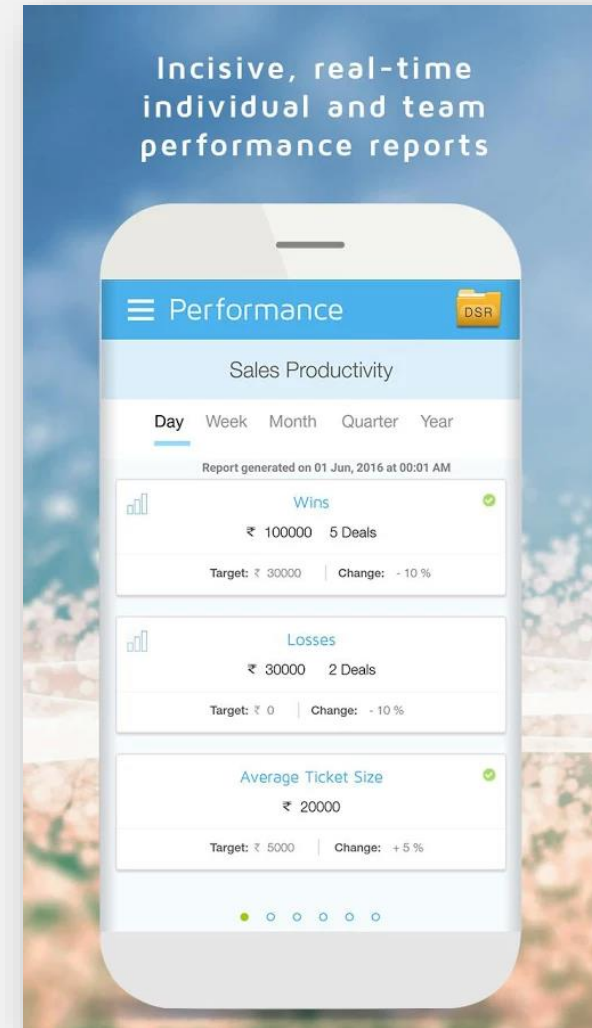 Incisive, real-time
individual and team
performance reports
Performance
DSR
Sales Productivity
Day Week Month Quarter Year
Report generated on 01 Jun, 2016 at 00:01 AM
Wins
₹ 100000 5 Deals
Target: ₹ 30000 Change: - 10 %
Losses
₹ 30000 2 Deals
Target: ₹ 0 Change: - 10 %
Average Ticket Size
₹ 20000
Target: ₹ 5000 Change: + 5 %